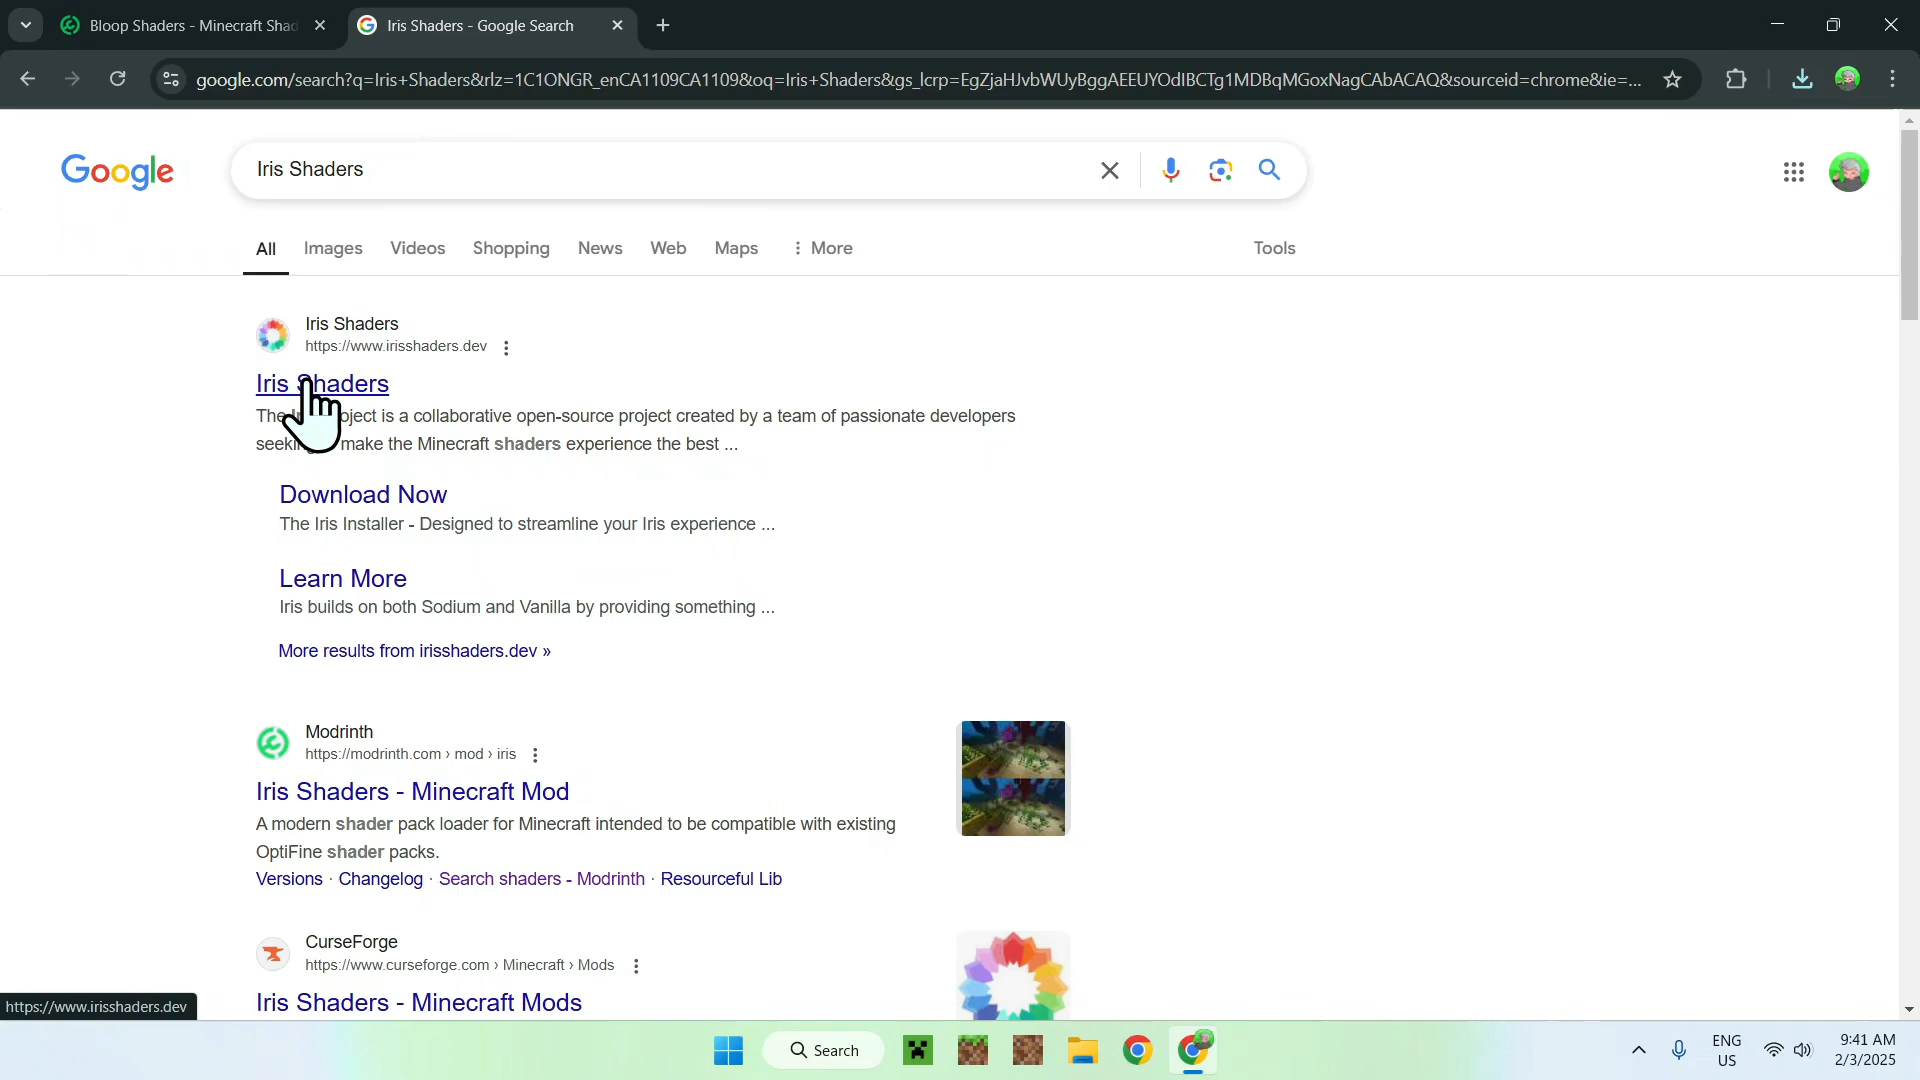 Bloop Shaders - Minecraft Shad
Iris Shaders - Google Search
google.com/search?q=Iris+Shaders&rlz=1C1ONGR_enCA1109CA1109&oq=Iris+Shaders&gs_lcrp=EgZjaHJvbWUyBggAEEUYOdIBCTg1MDBqMGoxNagCAbACAQ&sourceid=chrome&ie=...
Google
Iris Shaders
All Images Videos Shopping News Web Maps More Tools
Iris Shaders
https://www.irisshaders.dev
Iris Shaders
The ject is a collaborative open-source project created by a team of passionate developers
make the Minecraft shaders experience the best ...
Download Now
The Iris Installer - Designed to streamline your Iris experience ...
Learn More
Iris builds on both Sodium and Vanilla by providing something ...
More results from irisshaders.dev »
Modrinth
https://modrinth.com › mod › iris
Iris Shaders - Minecraft Mod
A modern shader pack loader for Minecraft intended to be compatible with existing
OptiFine shader packs.
Versions · Changelog · Search shaders - Modrinth · Resourceful Lib
CurseForge
https://www.curseforge.com › Minecraft › Mods
Iris Shaders - Minecraft Mods
https://www.irisshaders.dev
Search
ENG
US
9:41 AM
2/3/2025